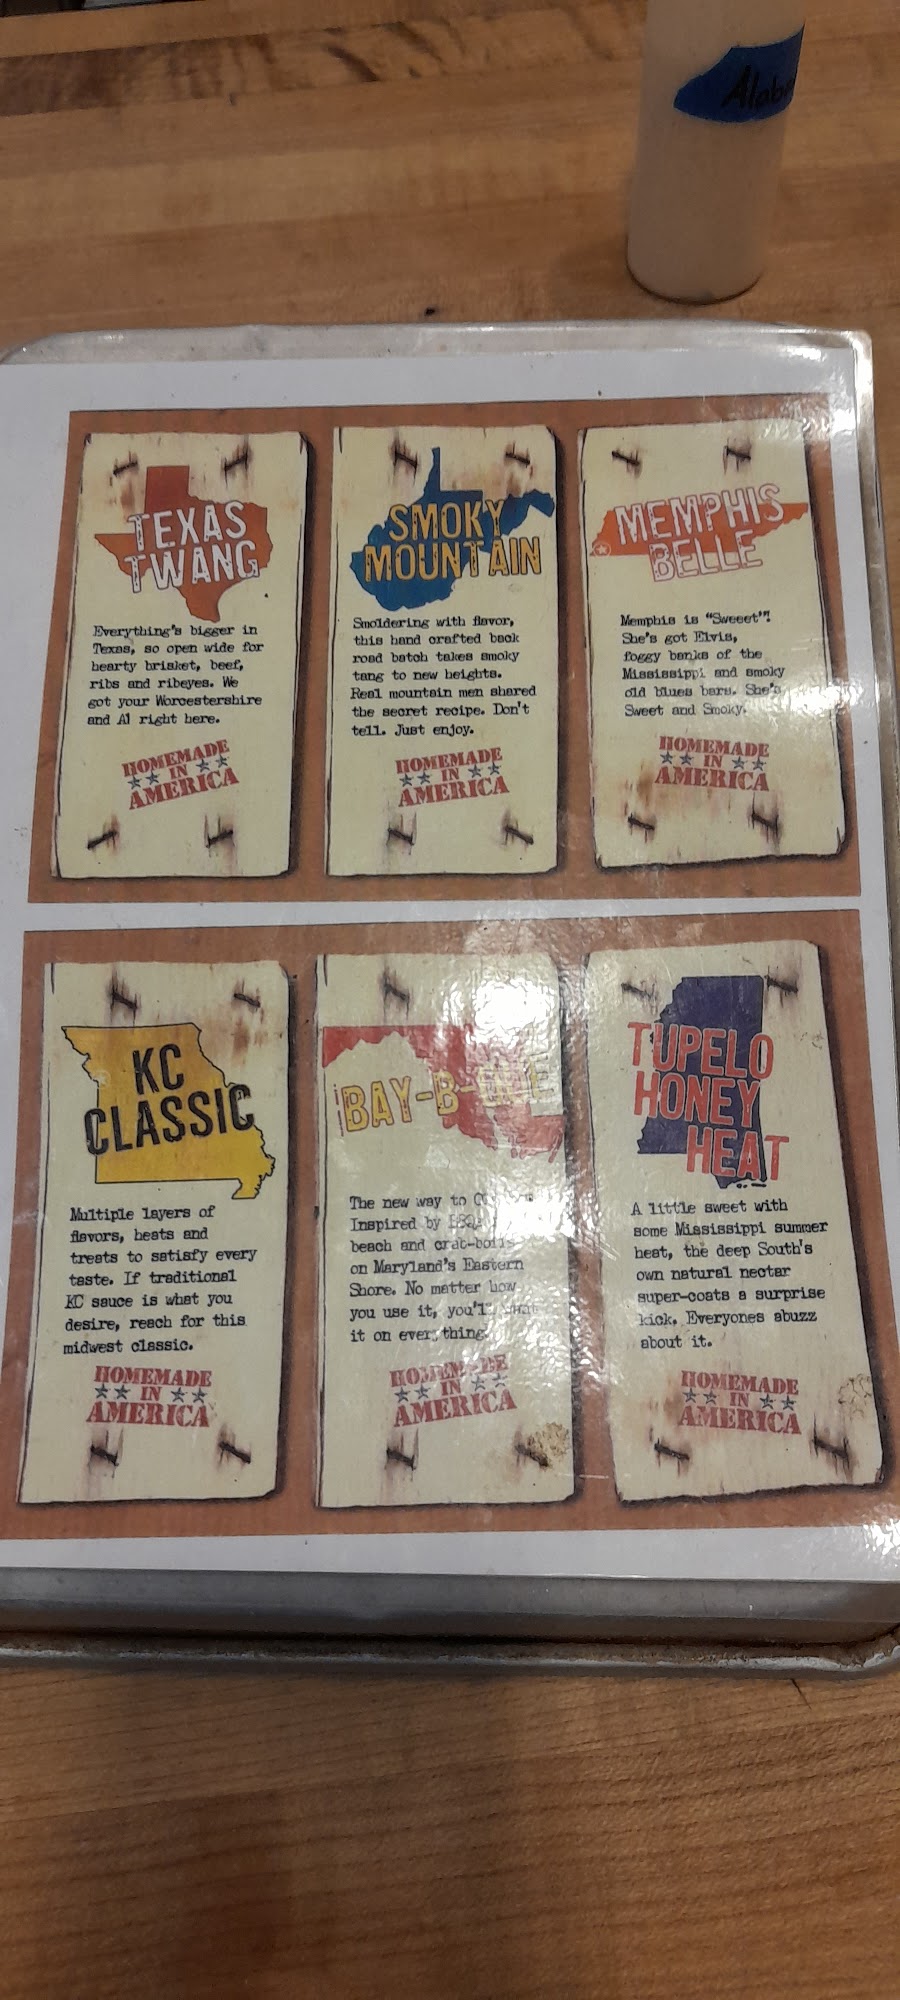 Alab
TEXAS
TWANG
Everything's bigger in
Texas, so open wide for
hearty brisket, beef,
ribs and ribeyes. We
got your Worcestershire
and A1 right here.
HOMEMADE
IN
AMERICA
SMOKY
MOUNTAIN
Smoldering with flavor,
this hand crafted back
road batch takes smoky
tang to new heights.
Real mountain men shared
the secret recipe. Don't
tell. Just enjoy.
HOMEMADE
IN
AMERICA
MEMPHIS
BELLE
Memphis is "Sweeet"!
She's got Elvis,
foggy banks of the
Mississippi and smoky
old blues bars. She's
Sweet and Smoky.
HOMEMADE
IN
AMERICA
KC
CLASSIC
Multiple layers of
flavors, heats and
treats to satisfy every
taste. If traditional
KC sauce is what you
desire, reach for this
midwest classic.
HOMEMADE
IN
AMERICA
BAY-B-
The new way to
Inspired by
beach and crab-boils
on Maryland's Eastern
Shore. No matter how
you use it, you'll want
it on everything.
HOMEMADE
IN
AMERICA
TUPELO
HONEY
HEAT
A little sweet with
some Mississippi summer
heat, the deep South's
own natural nectar
super-coats a surprise
kick. Everyones abuzz
about it.
HOMEMADE
IN
AMERICA